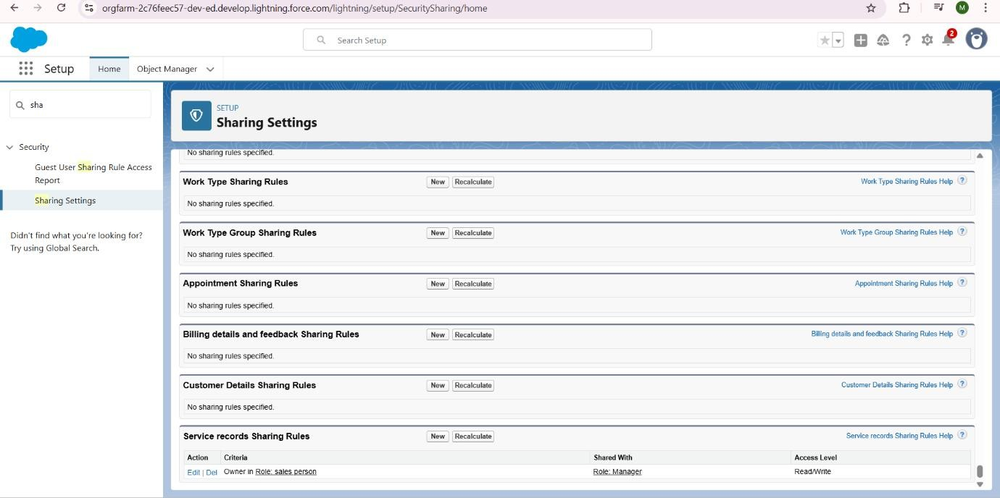 orgfarm-2c76feec57-dev-ed.develop.lightning.force.com/lightning/setup/SecuritySharing/home
M
Search Setup
2
Setup
Home
Object Manager
sha
Security
Guest User Sharing Rule Access
Report
Sharing Settings
Didn't find what you're looking for?
Try using Global Search.
SETUP
Sharing Settings
No sharing rules specified.
Work Type Sharing Rules New Recalculate Work Type Sharing Rules Help ?
No sharing rules specified.
Work Type Group Sharing Rules New Recalculate Work Type Group Sharing Rules Help ?
No sharing rules specified.
Appointment Sharing Rules New Recalculate Appointment Sharing Rules Help ?
No sharing rules specified.
Billing details and feedback Sharing Rules New Recalculate Billing details and feedback Sharing Rules Help ?
No sharing rules specified.
Customer Details Sharing Rules New Recalculate Customer Details Sharing Rules Help ?
No sharing rules specified.
Service records Sharing Rules New Recalculate Service records Sharing Rules Help ?
Action Criteria Shared With Access Level
Edit | Del Owner in Role: sales person Role: Manager Read/Write